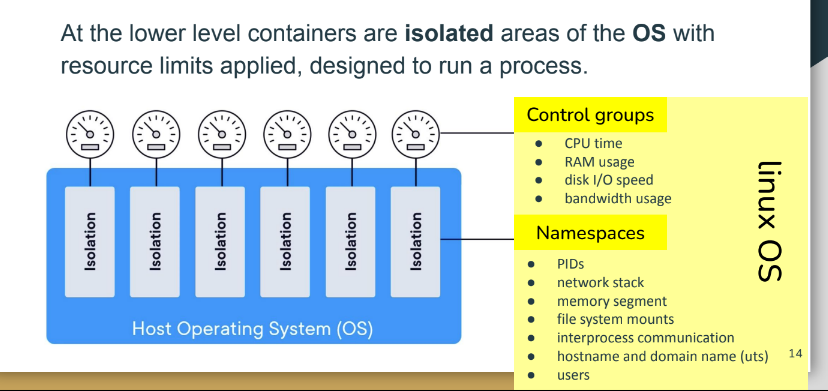 At the lower level containers are isolated areas of the OS with
resource limits applied, designed to run a process.
Isolation
Isolation
Isolation
Isolation
Isolation
Isolation
Host Operating System (OS)
Control groups
● CPU time
● RAM usage
● disk I/O speed
● bandwidth usage
Namespaces
● PIDs
● network stack
● memory segment
● file system mounts
● interprocess communication
● hostname and domain name (uts)
● users
linux OS
14